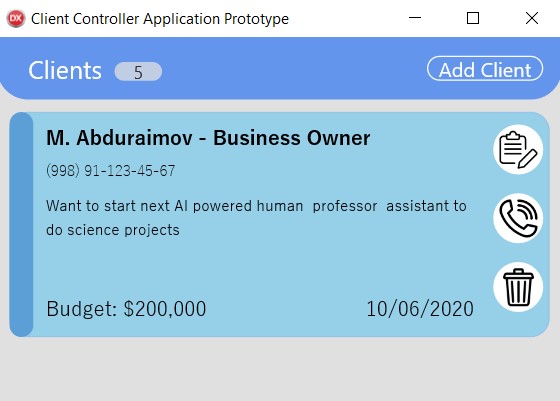 DX Client Controller Application Prototype
Clients 5 Add Client
M. Abduraimov - Business Owner
(998) 91-123-45-67
Want to start next AI powered human professor assistant to
do science projects
Budget: $200,000 10/06/2020